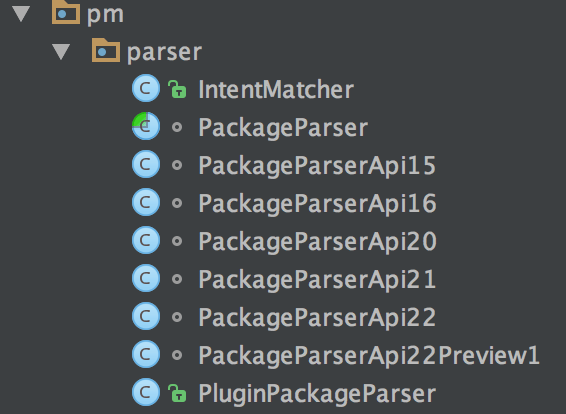 pm
parser
IntentMatcher
PackageParser
PackageParserApi15
PackageParserApi16
PackageParserApi20
PackageParserApi21
PackageParserApi22
PackageParserApi22Preview1
PluginPackageParser